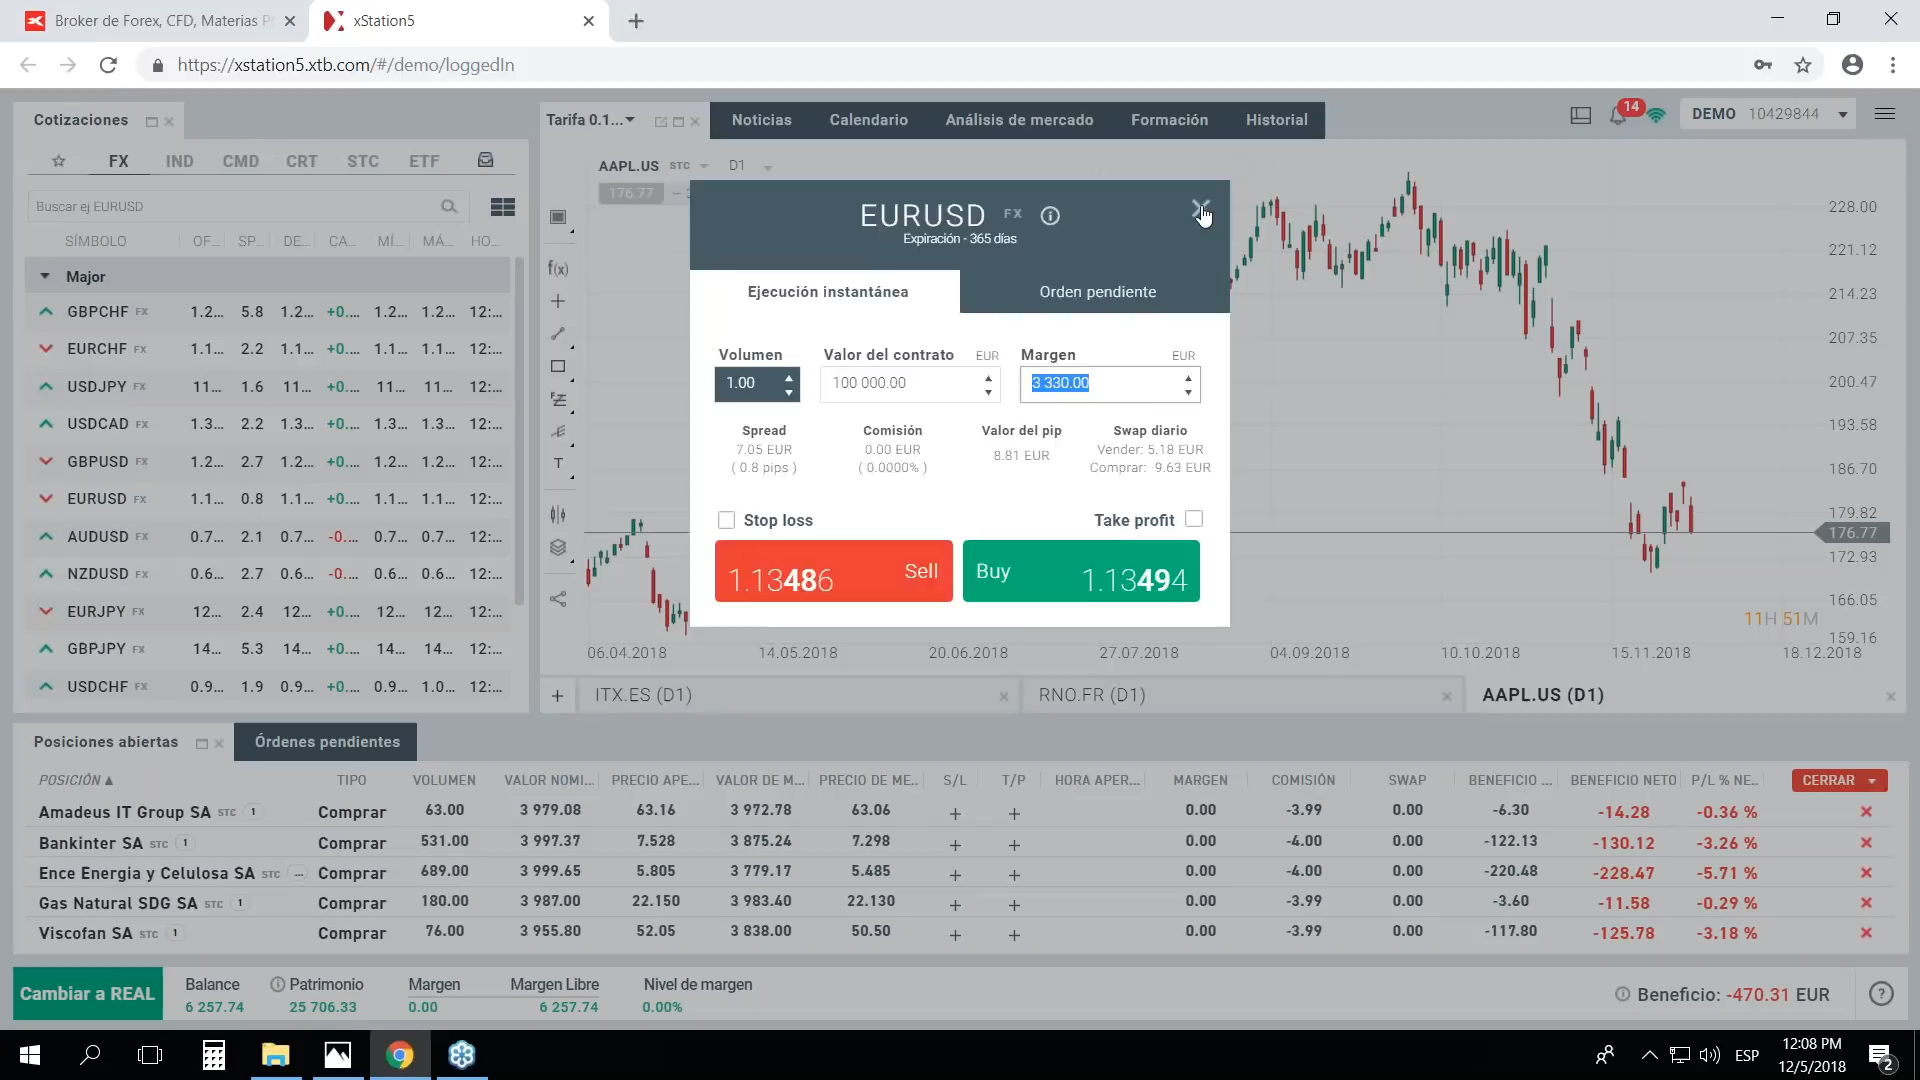 Broker de Forex, CFD, Materias P
xStation5
https://xstation5.xtb.com/#/demo/loggedIn
Cotizaciones
FX IND CMD CRT STC ETF
Buscar ej EURUSD
SÍMBOLO OF... SP... DE... CA... MÍ... MÁ... HO...
Major
GBPCHF FX 1.2... 5.8 1.2... +0.... 1.2... 1.2... 12:...
EURCHF FX 1.1... 2.2 1.1... +0.... 1.1... 1.1... 12:...
USDJPY FX 11... 1.6 11... +0.... 11... 11... 12:...
USDCAD FX 1.3... 2.2 1.3... +0.... 1.3... 1.3... 12:...
GBPUSD FX 1.2... 2.7 1.2... +0.... 1.2... 1.2... 12:...
EURUSD FX 1.1... 0.8 1.1... +0.... 1.1... 1.1... 12:...
AUDUSD FX 0.7... 2.1 0.7... -0.... 0.7... 0.7... 12:...
NZDUSD FX 0.6... 2.7 0.6... -0.... 0.6... 0.6... 12:...
EURJPY FX 12... 2.4 12... +0.... 12... 12... 12:...
GBPJPY FX 14... 5.3 14... +0.... 14... 14... 12:...
USDCHF FX 0.9... 1.9 0.9... +0.... 0.9... 1.0... 12:...
Tarifa 0.1...
Noticias Calendario Análisis de mercado Formación Historial
14
DEMO 10429844
AAPL.US STC D1
176.77
f(x)
T
EURUSD FX
Expiración - 365 días
Ejecución instantánea
Orden pendiente
Volumen Valor del contrato EUR Margen EUR
1.00 100 000.00 3 330.00
Spread Comisión Valor del pip Swap diario
7.05 EUR 0.00 EUR 8.81 EUR Vender: 5.18 EUR
( 0.8 pips ) ( 0.0000% ) Comprar: -9.63 EUR
Stop loss Take profit
1.13486 Sell Buy 1.13494
228.00
221.12
214.23
207.35
200.47
193.58
186.70
179.82
176.77
172.93
166.05
159.16
11H 51M
06.04.2018 14.05.2018 20.06.2018 27.07.2018 04.09.2018 10.10.2018 15.11.2018 18.12.2018
ITX.ES (D1) RNO.FR (D1) AAPL.US (D1)
Posiciones abiertas Órdenes pendientes
POSICIÓN TIPO VOLUMEN VALOR NOMI... PRECIO APE... VALOR DE M... PRECIO DE ME... S/L T/P HORA APER... MARGEN COMISIÓN SWAP BENEFICIO ... BENEFICIO NETO P/L % NE... CERRAR
Amadeus IT Group SA STC 1 Comprar 63.00 3 979.08 63.16 3 972.78 63.06 0.00 -3.99 0.00 -6.30 -14.28 -0.36 %
Bankinter SA STC 1 Comprar 531.00 3 997.37 7.528 3 875.24 7.298 0.00 -4.00 0.00 -122.13 -130.12 -3.26 %
Ence Energia y Celulosa SA STC ... Comprar 689.00 3 999.65 5.805 3 779.17 5.485 0.00 -4.00 0.00 -220.48 -228.47 -5.71 %
Gas Natural SDG SA STC 1 Comprar 180.00 3 987.00 22.150 3 983.40 22.130 0.00 -3.99 0.00 -3.60 -11.58 -0.29 %
Viscofan SA STC 1 Comprar 76.00 3 955.80 52.05 3 838.00 50.50 0.00 -3.99 0.00 -117.80 -125.78 -3.18 %
Cambiar a REAL
Balance Patrimonio Margen Margen Libre Nivel de margen
6 257.74 25 706.33 0.00 6 257.74 0.00%
Beneficio: -470.31 EUR
ESP
12:08 PM
12/5/2018
2